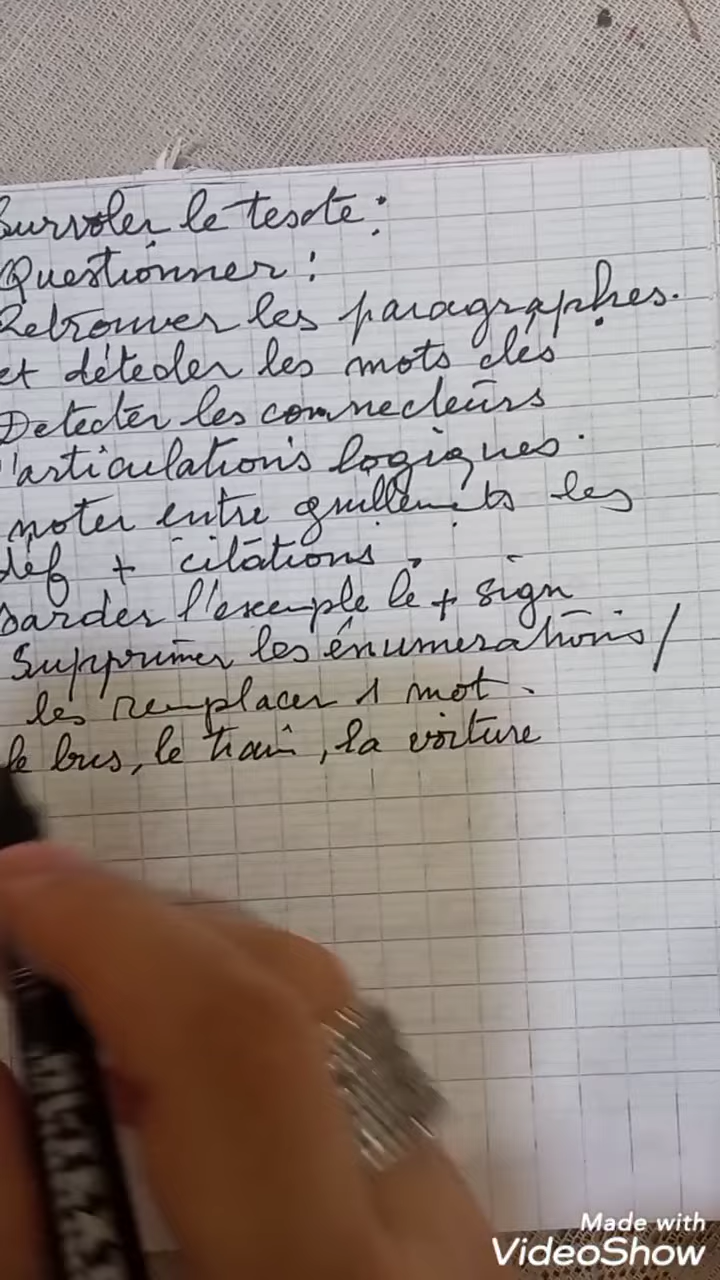 Survoler le texte :
Questionner :
Retrouver les paragraphes.
et détecter les mots clés
Detecter les connecteurs
l'articulations logiques.
noter entre guillemets les
def + citations.
Garder l'exemple le + sign
Supprimer les énumerations /
les remplacer 1 mot.
le bus, le train, la voiture
Made with
VideoShow